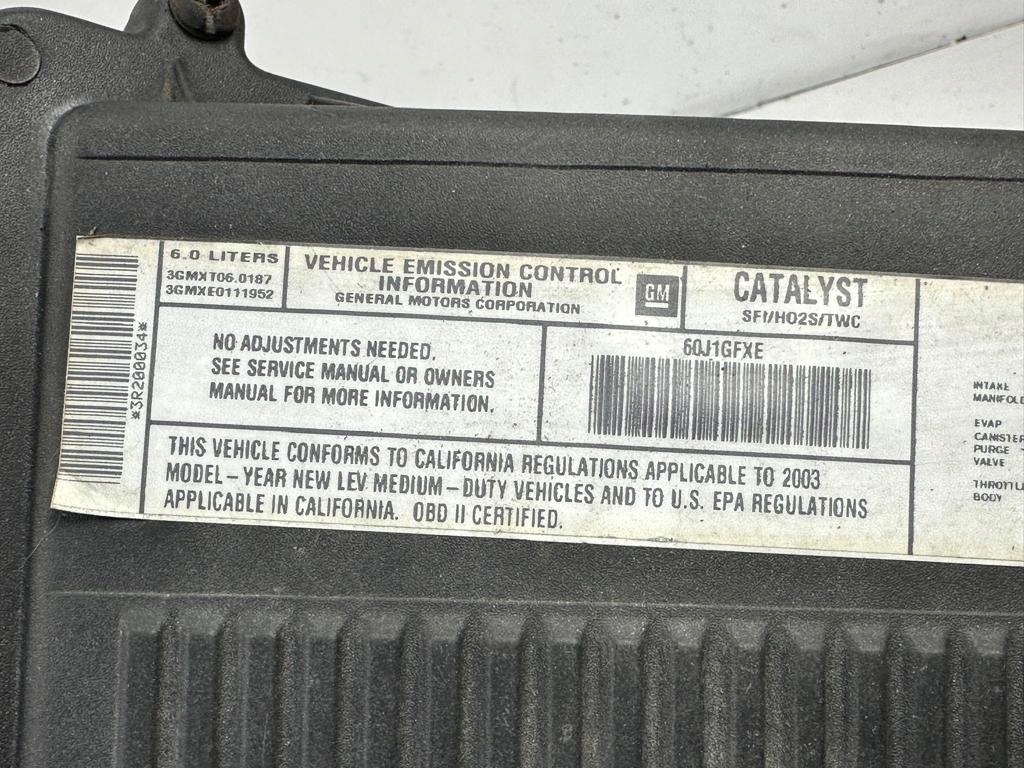 *3R200034*
6.0 LITERS
3GMXT06.0187
3GMXE0111952
VEHICLE EMISSION CONTROL
INFORMATION
GENERAL MOTORS CORPORATION
GM
CATALYST
SFI/HO2S/TWC
NO ADJUSTMENTS NEEDED.
SEE SERVICE MANUAL OR OWNERS
MANUAL FOR MORE INFORMATION.
60J1GFXE
THIS VEHICLE CONFORMS TO CALIFORNIA REGULATIONS APPLICABLE TO 2003
MODEL-YEAR NEW LEV MEDIUM-DUTY VEHICLES AND TO U.S. EPA REGULATIONS
APPLICABLE IN CALIFORNIA. OBD II CERTIFIED.
INTAKE
MANIFOLD
EVAP
CANISTER
PURGE
VALVE
THROTTLE
BODY